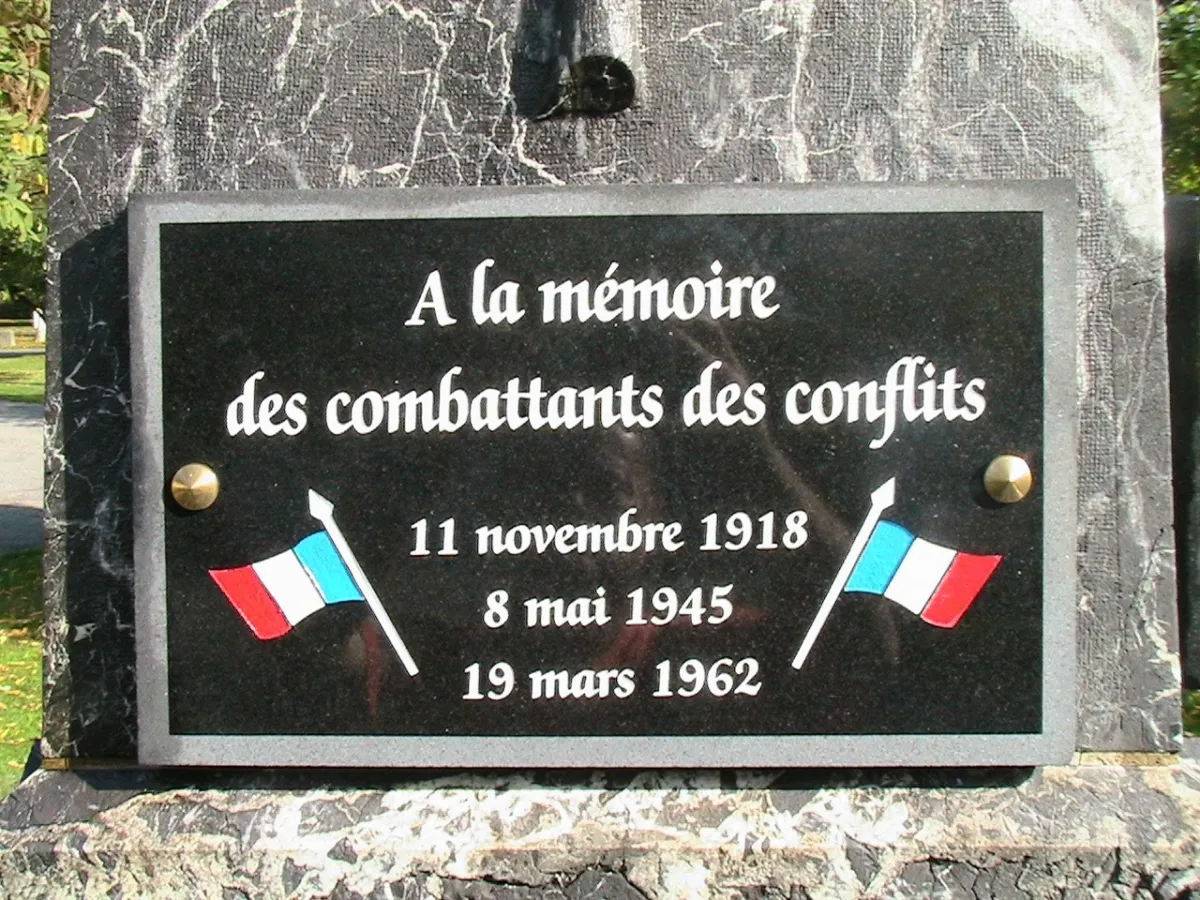 A la mémoire
des combattants des conflits
11 novembre 1918
8 mai 1945
19 mars 1962